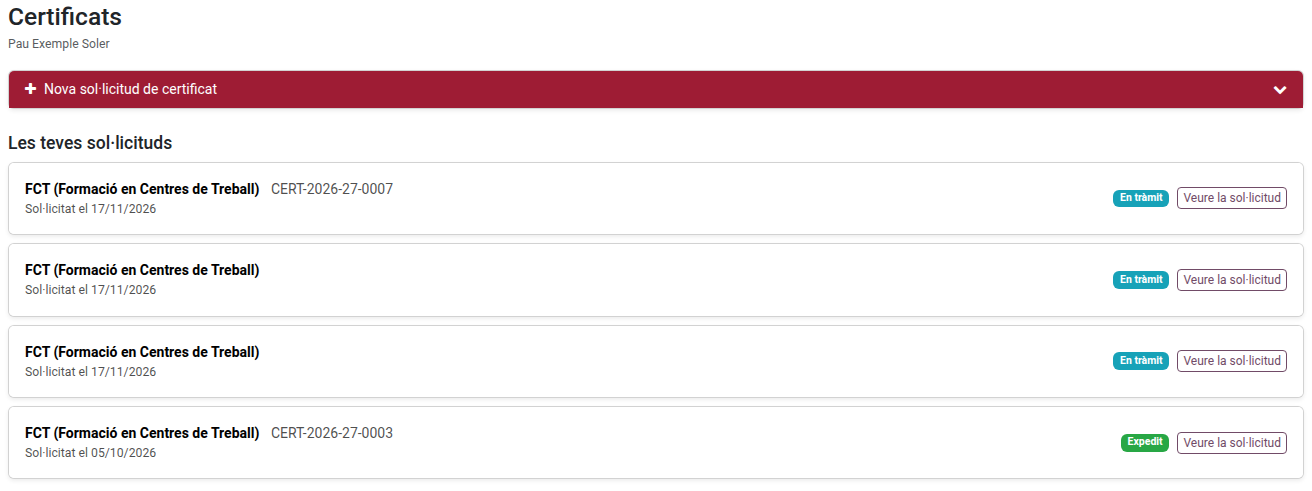 Certificats
Pau Exemple Soler
Nova sol·licitud de certificat
Les teves sol·licituds
FCT (Formació en Centres de Treball) CERT-2026-27-0007
Sol·licitat el 17/11/2026
En tràmit Veure la sol·licitud
FCT (Formació en Centres de Treball)
Sol·licitat el 17/11/2026
En tràmit Veure la sol·licitud
FCT (Formació en Centres de Treball)
Sol·licitat el 17/11/2026
En tràmit Veure la sol·licitud
FCT (Formació en Centres de Treball) CERT-2026-27-0003
Sol·licitat el 05/10/2026
Expedit Veure la sol·licitud